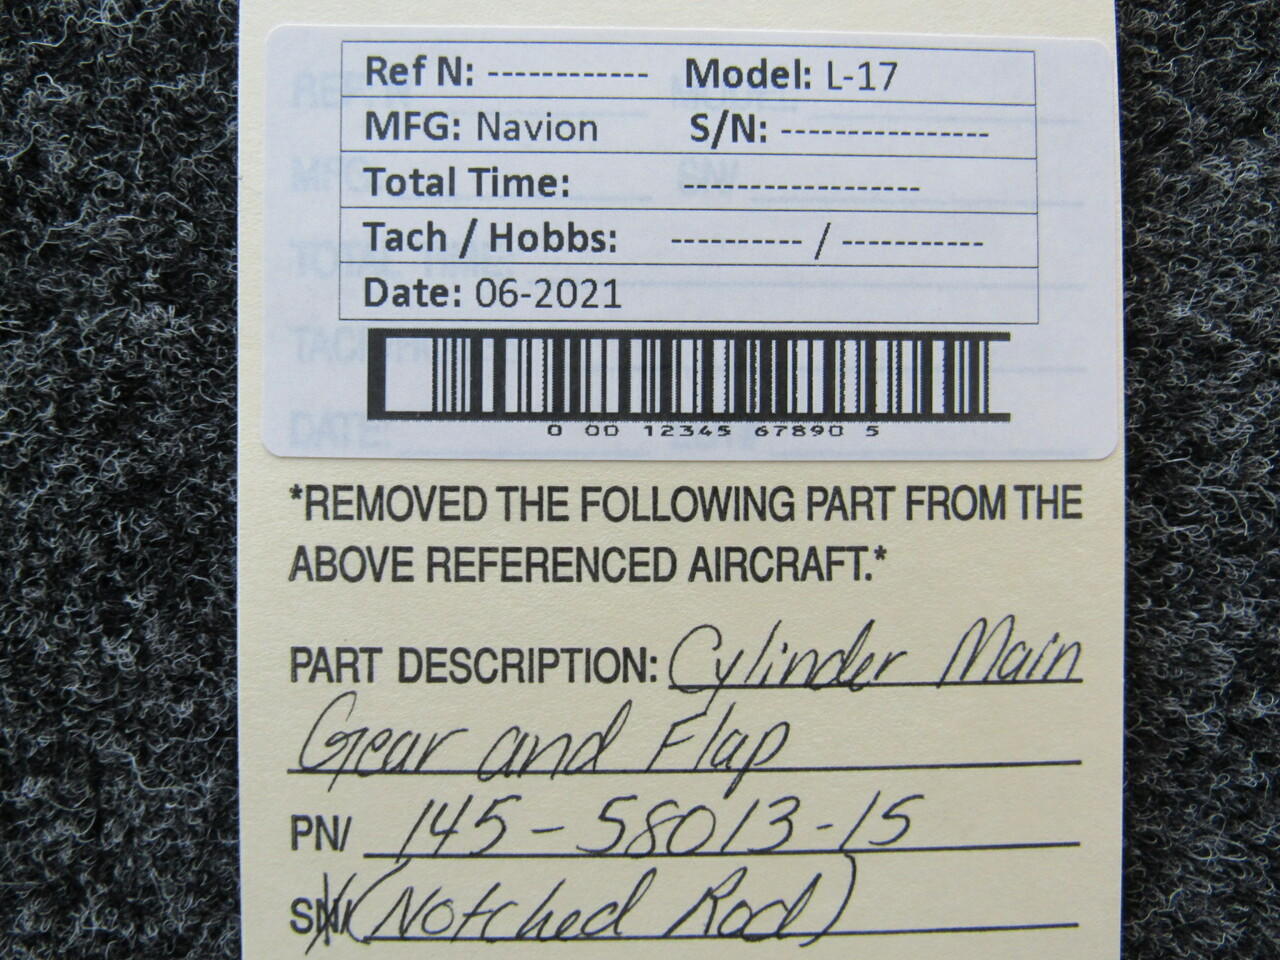 Ref N: ------------ Model: L-17
MFG: Navion S/N: ---------------
Total Time: -----------------
Tach / Hobbs: ---------- / -----------
Date: 06-2021
0 00 12345 67890 5
*REMOVED THE FOLLOWING PART FROM THE
ABOVE REFERENCED AIRCRAFT.*
PART DESCRIPTION: Cylinder Main
Gear and Flap
PN/ 145-58013-15
SN/ (Notched Rod)